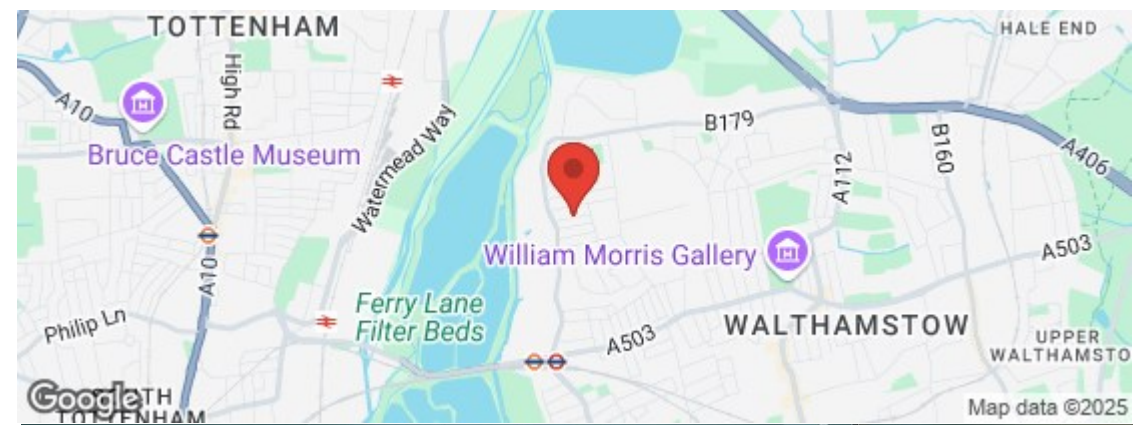 TOTTENHAM
HALE END
High Rd
A10
B179
B160
A406
Bruce Castle Museum
Watermead Way
A112
William Morris Gallery
A503
A10
Ferry Lane
Filter Beds
Philip Ln
A503
WALTHAMSTOW
UPPER
WALTHAMSTO
Google
TOTTENHAM
Map data ©2025